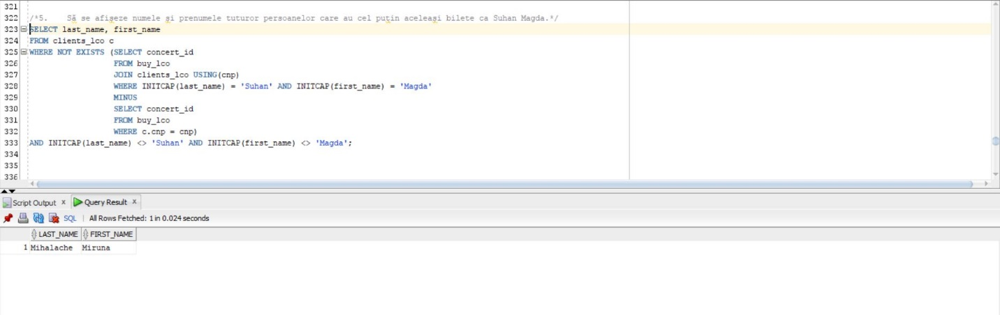 321
322 /*5.    Să se afișeze numele și prenumele tuturor persoanelor care au cel puțin aceleași bilete ca Suhan Magda.*/
323 SELECT last_name, first_name
324 FROM clients_lco c
325 WHERE NOT EXISTS (SELECT concert_id
326                   FROM buy_lco
327                   JOIN clients_lco USING(cnp)
328                   WHERE INITCAP(last_name) = 'Suhan' AND INITCAP(first_name) = 'Magda'
329                   MINUS
330                   SELECT concert_id
331                   FROM buy_lco
332                   WHERE c.cnp = cnp)
333 AND INITCAP(last_name) <> 'Suhan' AND INITCAP(first_name) <> 'Magda';
334
335
336
Script Output x Query Result x
SQL | All Rows Fetched: 1 in 0.024 seconds
LAST_NAME FIRST_NAME
1 Mihalache Miruna